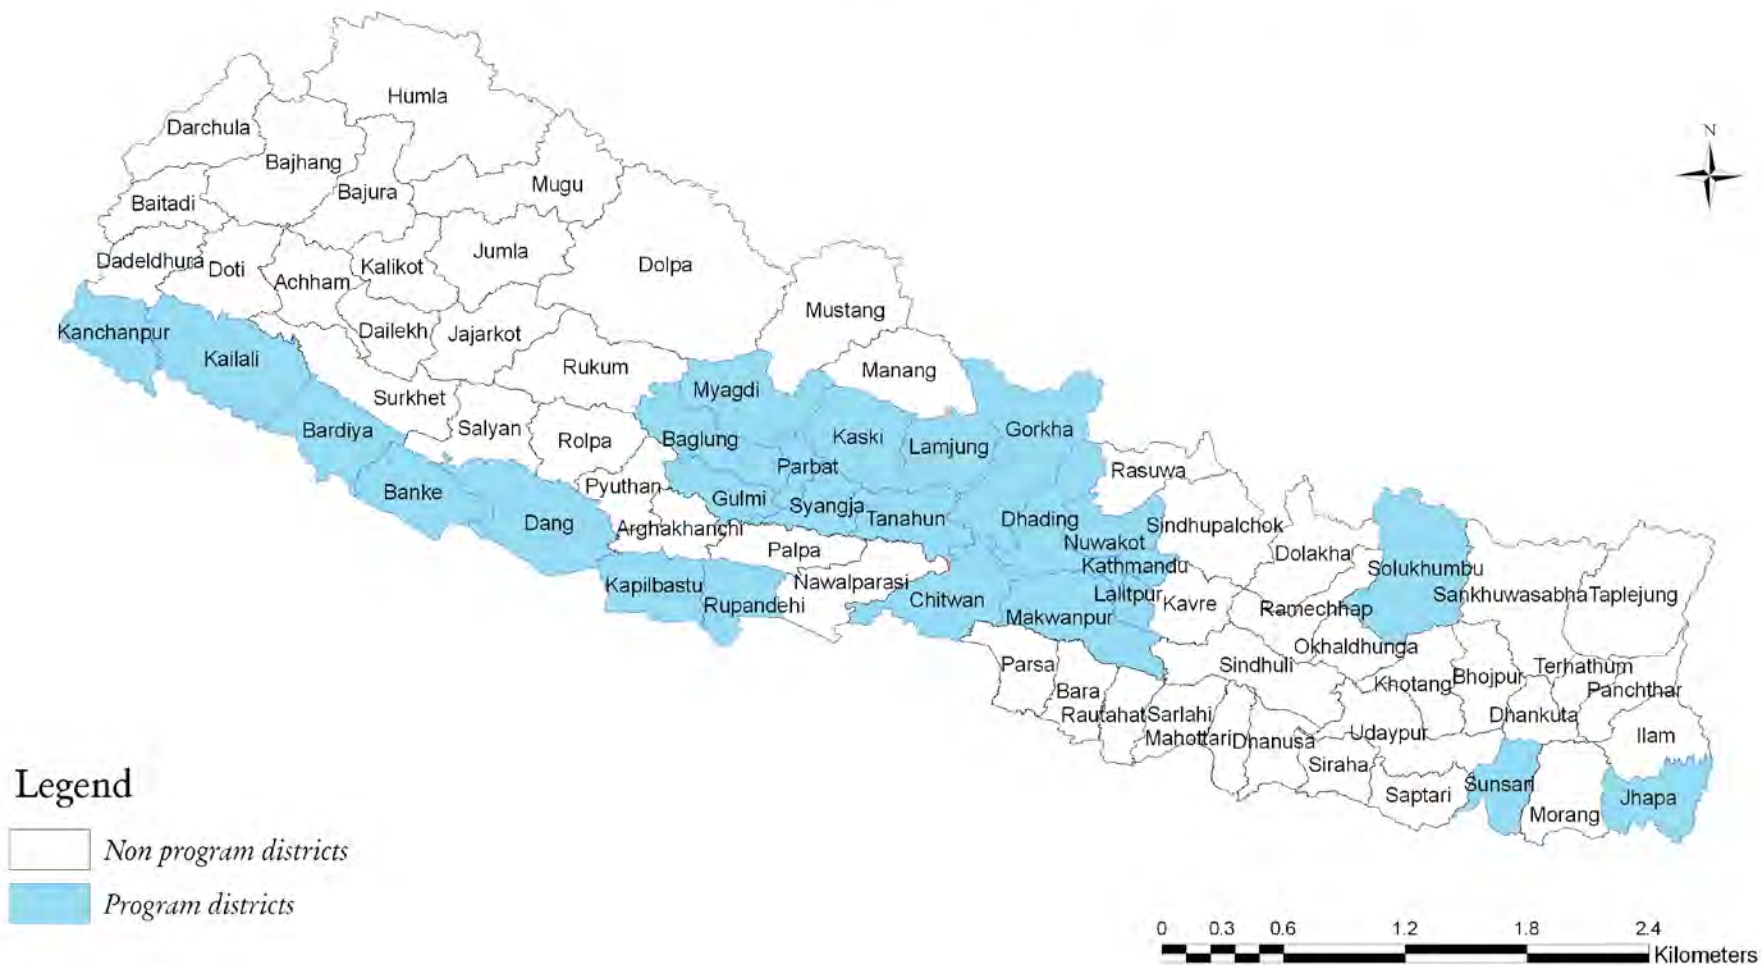 Humla
Darchula
Bajhang
Bajura
Mugu
Baitadi
Dadeldhura
Doti
Achham
Kalikot
Jumla
Dolpa
Mustang
Kanchanpur
Kailali
Dailekh
Jajarkot
Rukum
Manang
Myagdi
Surkhet
Salyan
Rolpa
Bardiya
Baglung
Kaski
Lamjung
Gorkha
Parbat
Rasuwa
Banke
Pyuthan
Gulmi
Syangja
Tanahun
Dhading
Dang
Arghakhanchi
Sindhupalchok
Nuwakot
Palpa
Dolakha
Kathmandu
Solukhumbu
Kapilbastu
Nawalparasi
Rupandehi
Chitwan
Lalitpur
Kavre
Makwanpur
Ramechhap
Sankhuwasabha
Taplejung
Okhaldhunga
Parsa
Sindhuli
Terhathum
Bara
Khotang
Bhojpur
Panchthar
Rautahat
Sarlahi
Dhankuta
Mahottari
Dhanusa
Udaypur
Ilam
Siraha
Saptari
Sunsari
Morang
Jhapa
N
Legend
Non program districts
Program districts
0 0.3 0.6 1.2 1.8 2.4
Kilometers